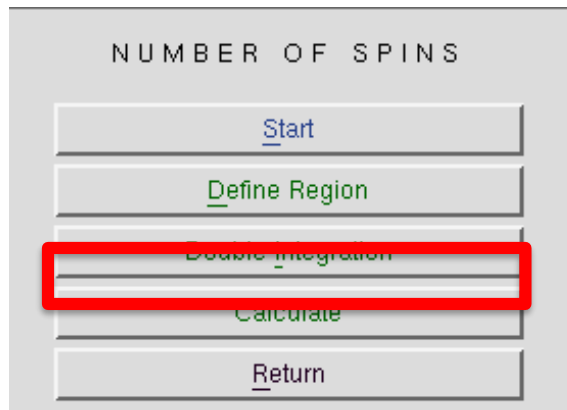 NUMBER OF SPINS
Start
Define Region
Double Integration
Calculate
Return